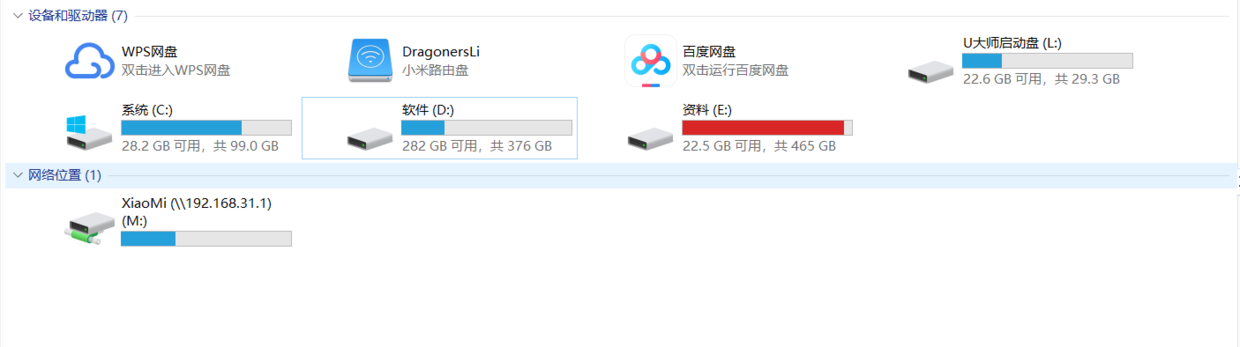 设备和驱动器 (7)
WPS网盘
双击进入WPS网盘
DragonersLi
小米路由盘
百度网盘
双击运行百度网盘
U大师启动盘 (L:)
22.6 GB 可用，共 29.3 GB
系统 (C:)
28.2 GB 可用，共 99.0 GB
软件 (D:)
282 GB 可用，共 376 GB
资料 (E:)
22.5 GB 可用，共 465 GB
网络位置 (1)
XiaoMi (\\192.168.31.1)
(M:)